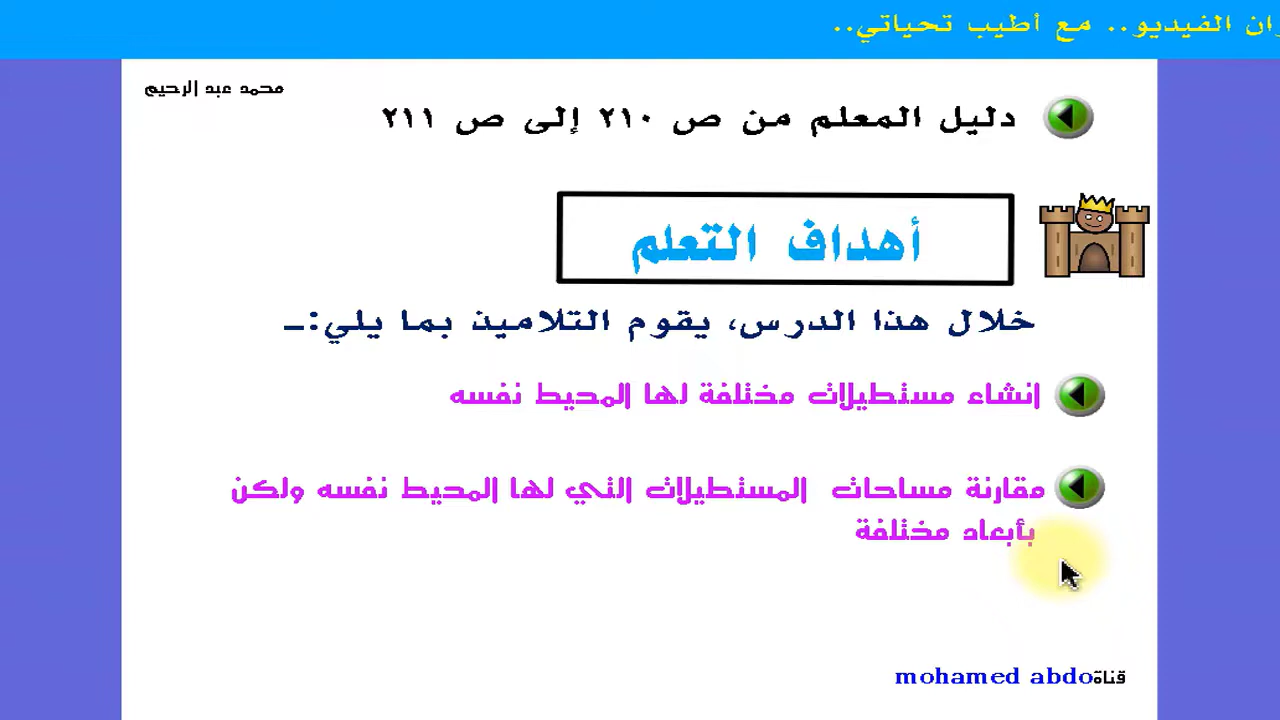 الفيديو.. مع أطيب تحياتي..
محمد عبد الرحيم
دليل المعلم من ص ٢١٠ إلى ص ٢١١
أهداف التعلم
خلال هذا الدرس، يقوم التلاميذ بما يلي:-
انشاء مستطيلات مختلفة لها المحيط نفسه
مقارنة مساحات المستطيلات التي لها المحيط نفسه ولكن
بأبعاد مختلفة
قناة mohamed abdo